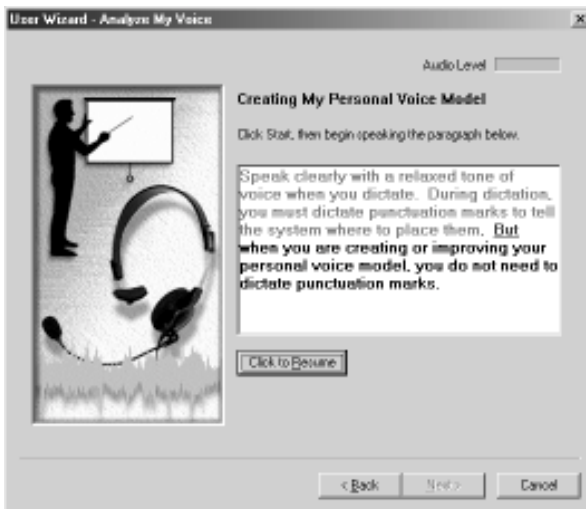 User Wizard - Analyze My Voice
Audio Level
Creating My Personal Voice Model
Click Start, then begin speaking the paragraph below.
Speak clearly with a relaxed tone of
voice when you dictate. During dictation,
you must dictate punctuation marks to tell
the system where to place them. But
when you are creating or improving your
personal voice model, you do not need to
dictate punctuation marks.
Click to Resume
< Back
Next >
Cancel